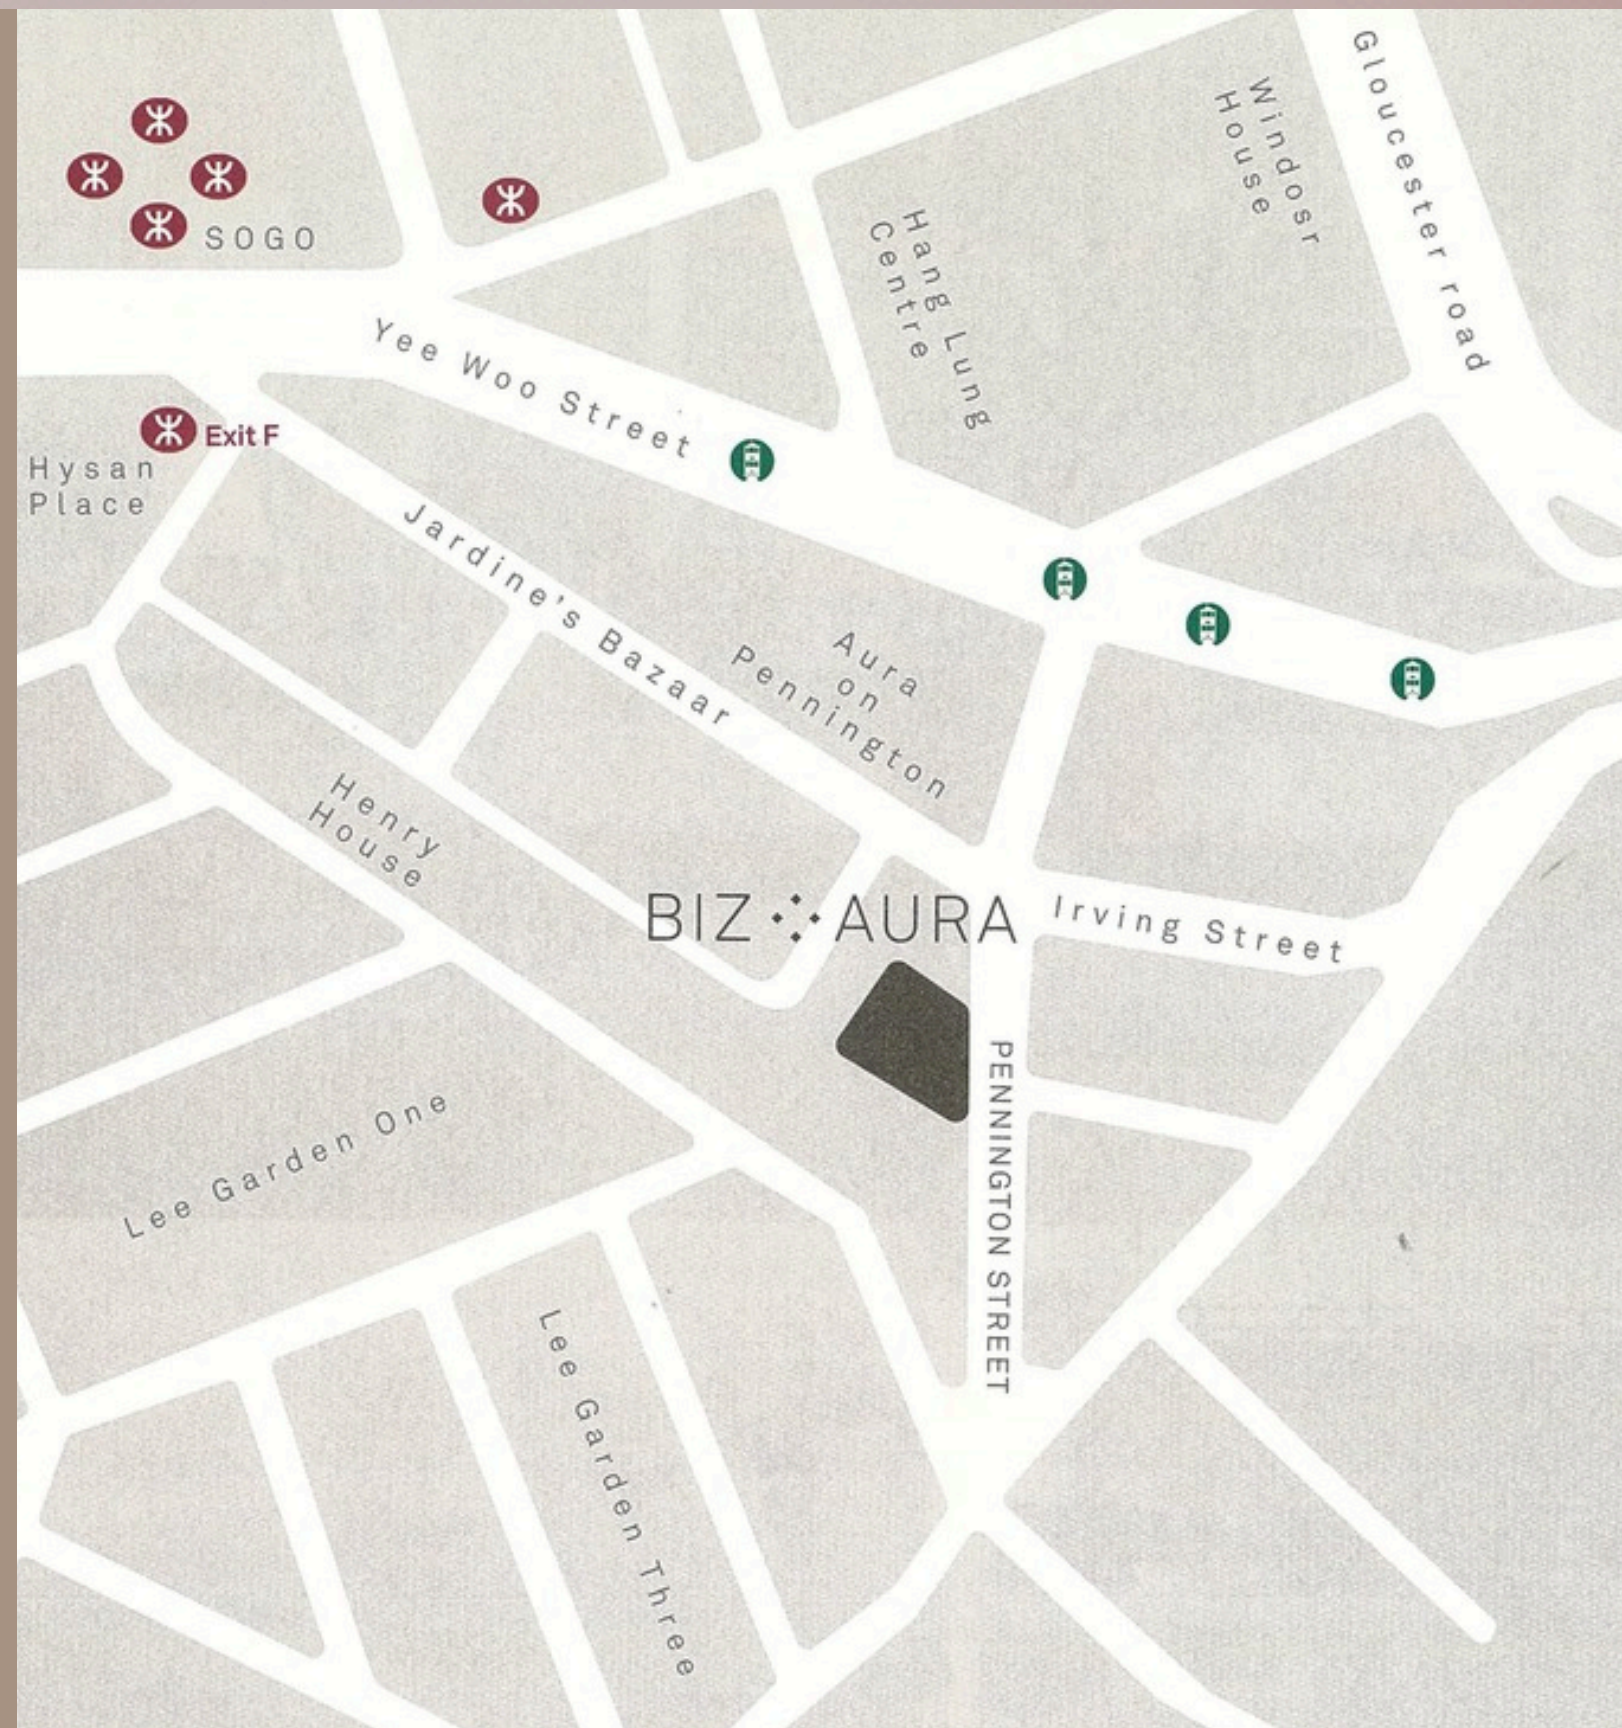 Gloucester road
Windosr
House
Hang Lung
Centre
SOGO
Yee Woo Street
Exit F
Hysan
Place
Jardine's Bazaar
Aura
on
Pennington
Henry
House
BIZ AURA
Irving Street
PENNINGTON STREET
Lee Garden One
Lee Garden Three